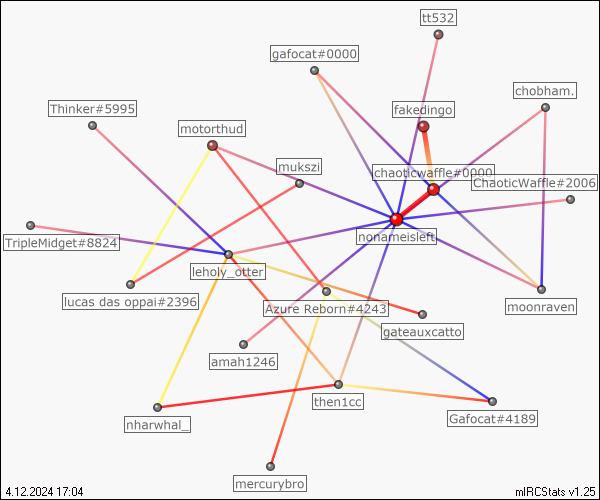 tt532
gafocat#0000
chobham.
Thinker#5995
fakedingo
motorthud
mukszi
chaoticwaffle#0000
ChaoticWaffle#2006
nonameisleft
TripleMidget#8824
leholy_otter
lucas das oppai#2396
Azure Reborn#4243
moonraven
gateauxcatto
amah1246
then1cc
Gafocat#4189
nharwhal_
mercurybro
4.12.2024 17:04
mIRCStats v1.25